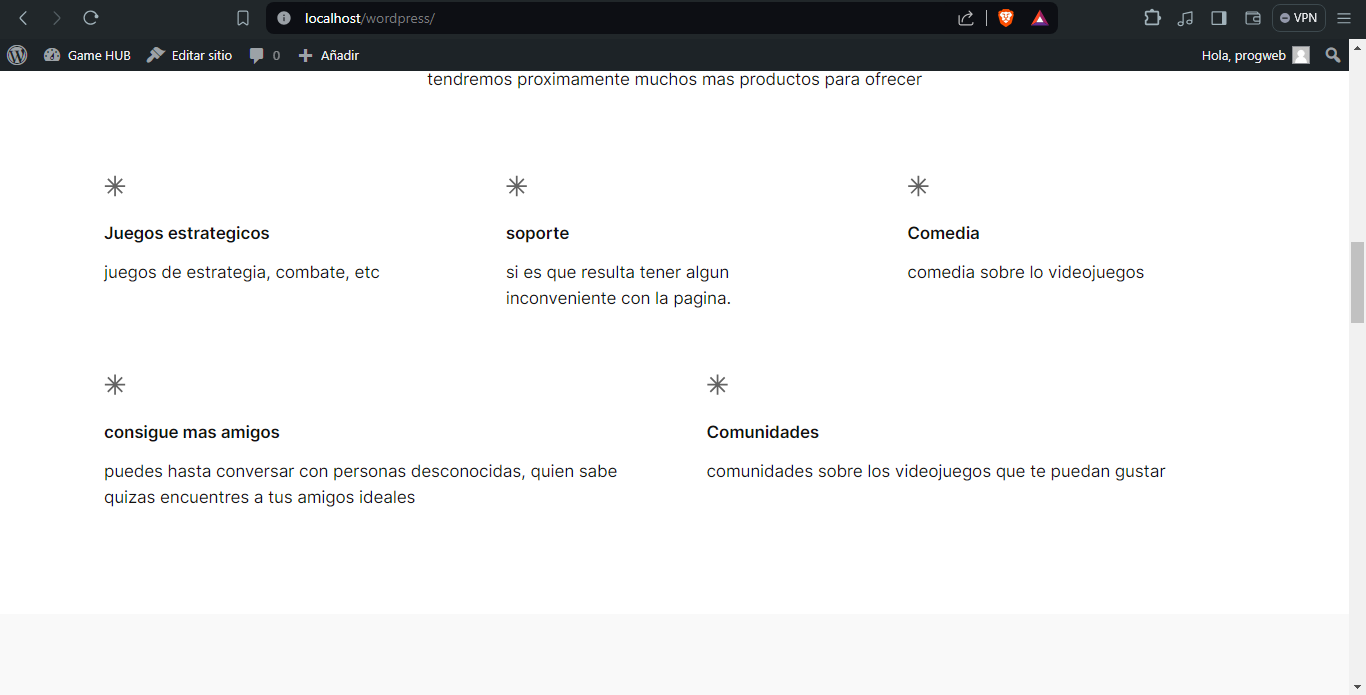 localhost/wordpress/
VPN
Game HUB Editar sitio 0 Añadir Hola, progweb
tendremos proximamente muchos mas productos para ofrecer
Juegos estrategicos
juegos de estrategia, combate, etc
soporte
si es que resulta tener algun
inconveniente con la pagina.
Comedia
comedia sobre lo videojuegos
consigue mas amigos
puedes hasta conversar con personas desconocidas, quien sabe
quizas encuentres a tus amigos ideales
Comunidades
comunidades sobre los videojuegos que te puedan gustar